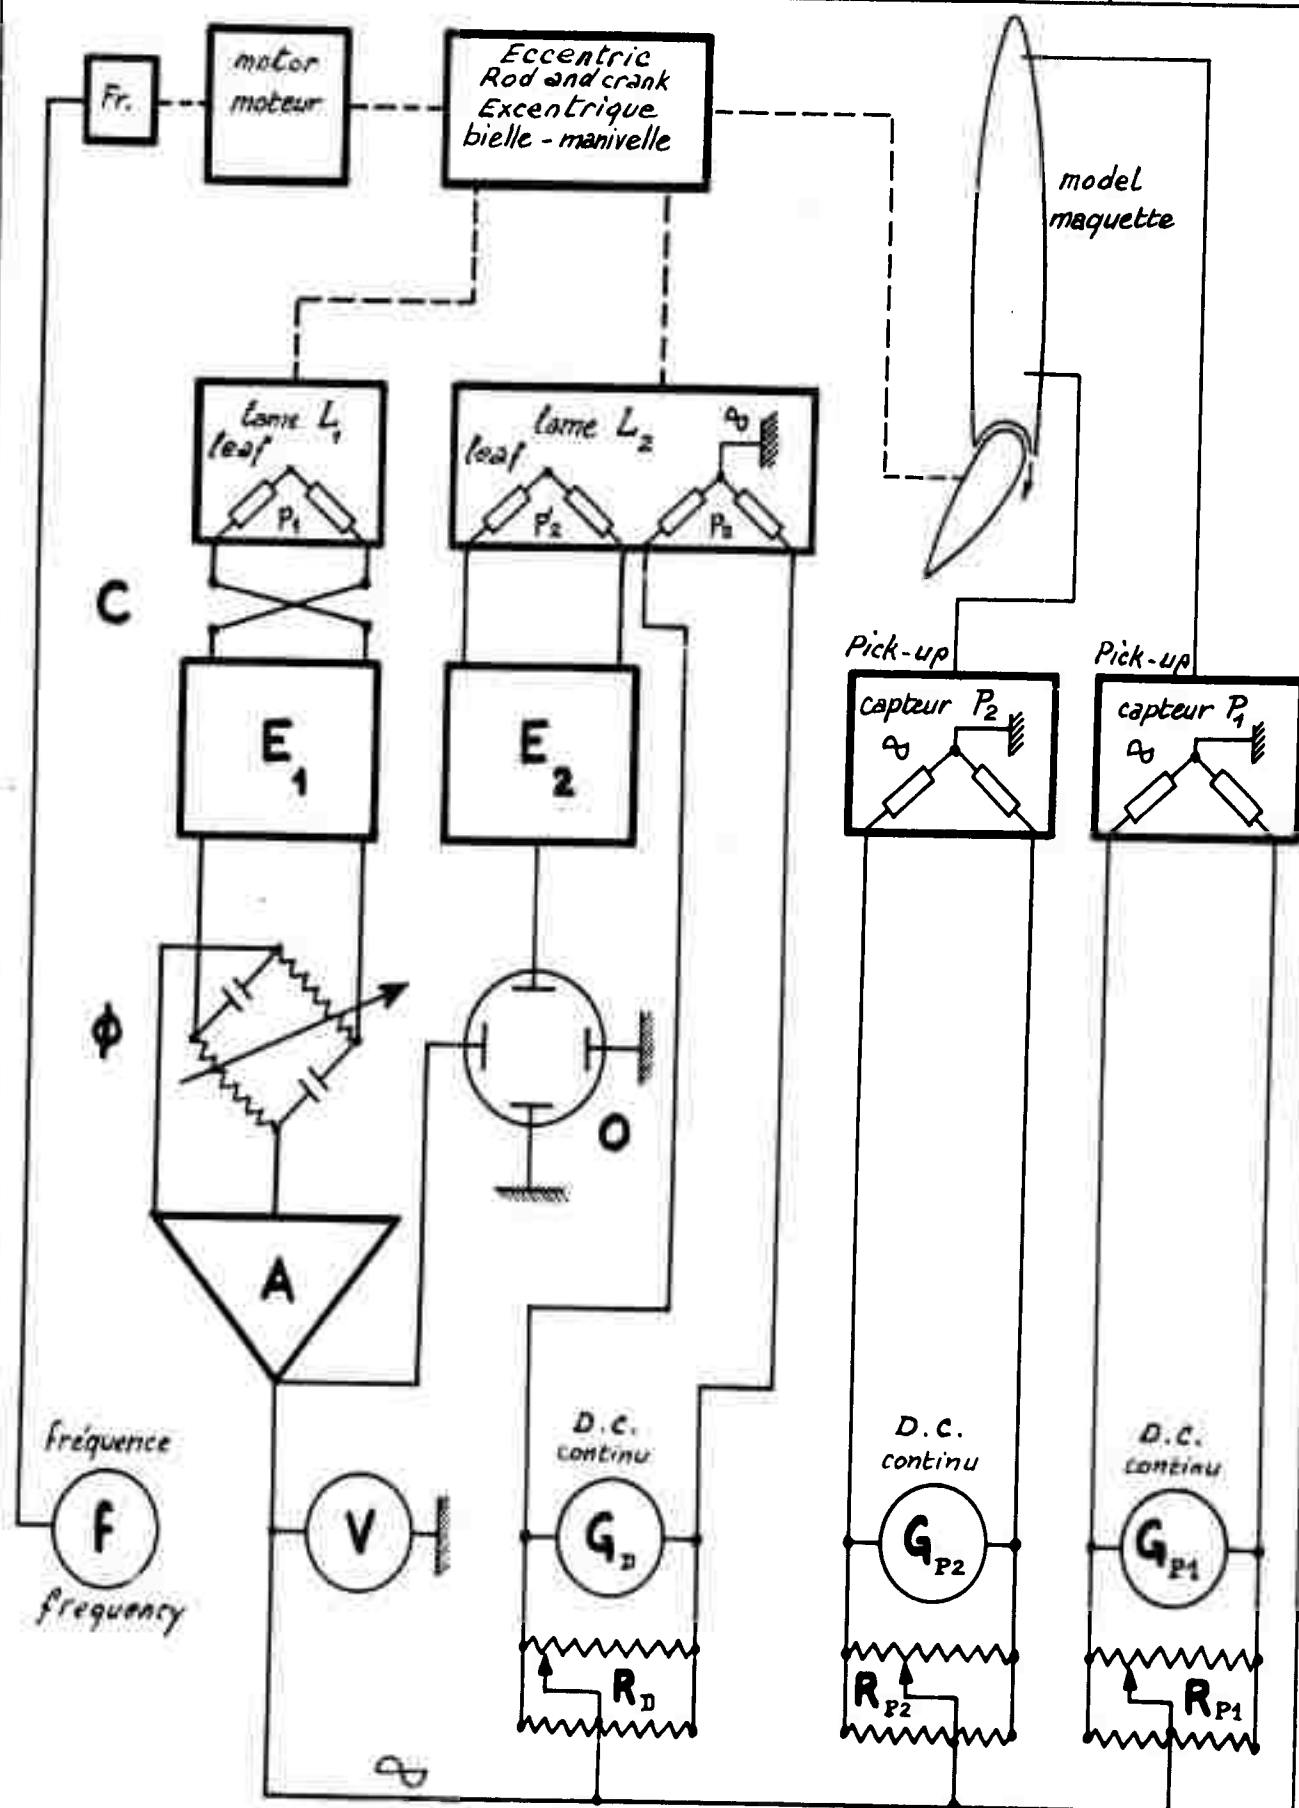 Fr.
motor
moteur
Eccentric
Rod and crank
Excentrique
bielle - manivelle
model
maquette
lame L1
leaf
P1
lame L2
leaf
P'2
P2
C
E1
E2
Pick-up
capteur P2
Pick-up
capteur P1
ϕ
O
A
fréquence
f
frequency
V
D.C.
continu
GD
RD
D.C.
continu
GP2
RP2
D.C.
continu
GP1
RP1